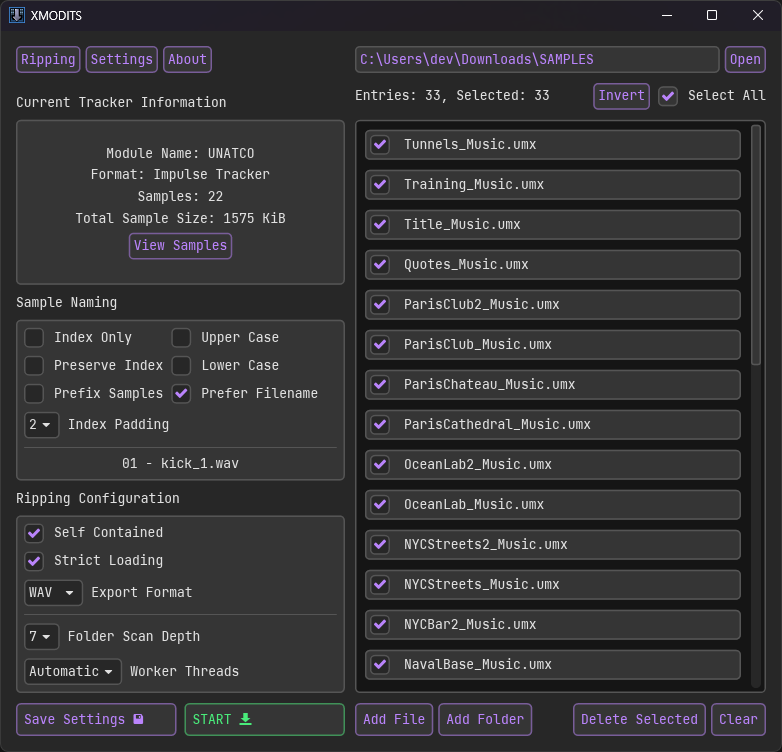 XMODITS
Ripping Settings About
Current Tracker Information
Module Name: UNATCO
Format: Impulse Tracker
Samples: 22
Total Sample Size: 1575 KiB
View Samples
Sample Naming
Index Only Upper Case
Preserve Index Lower Case
Prefix Samples Prefer Filename
2 Index Padding
01 - kick_1.wav
Ripping Configuration
Self Contained
Strict Loading
WAV Export Format
7 Folder Scan Depth
Automatic Worker Threads
Save Settings START
C:\Users\dev\Downloads\SAMPLES Open
Entries: 33, Selected: 33 Invert Select All
Tunnels_Music.umx
Training_Music.umx
Title_Music.umx
Quotes_Music.umx
ParisClub2_Music.umx
ParisClub_Music.umx
ParisChateau_Music.umx
ParisCathedral_Music.umx
OceanLab2_Music.umx
OceanLab_Music.umx
NYCStreets2_Music.umx
NYCStreets_Music.umx
NYCBar2_Music.umx
NavalBase_Music.umx
Add File Add Folder Delete Selected Clear